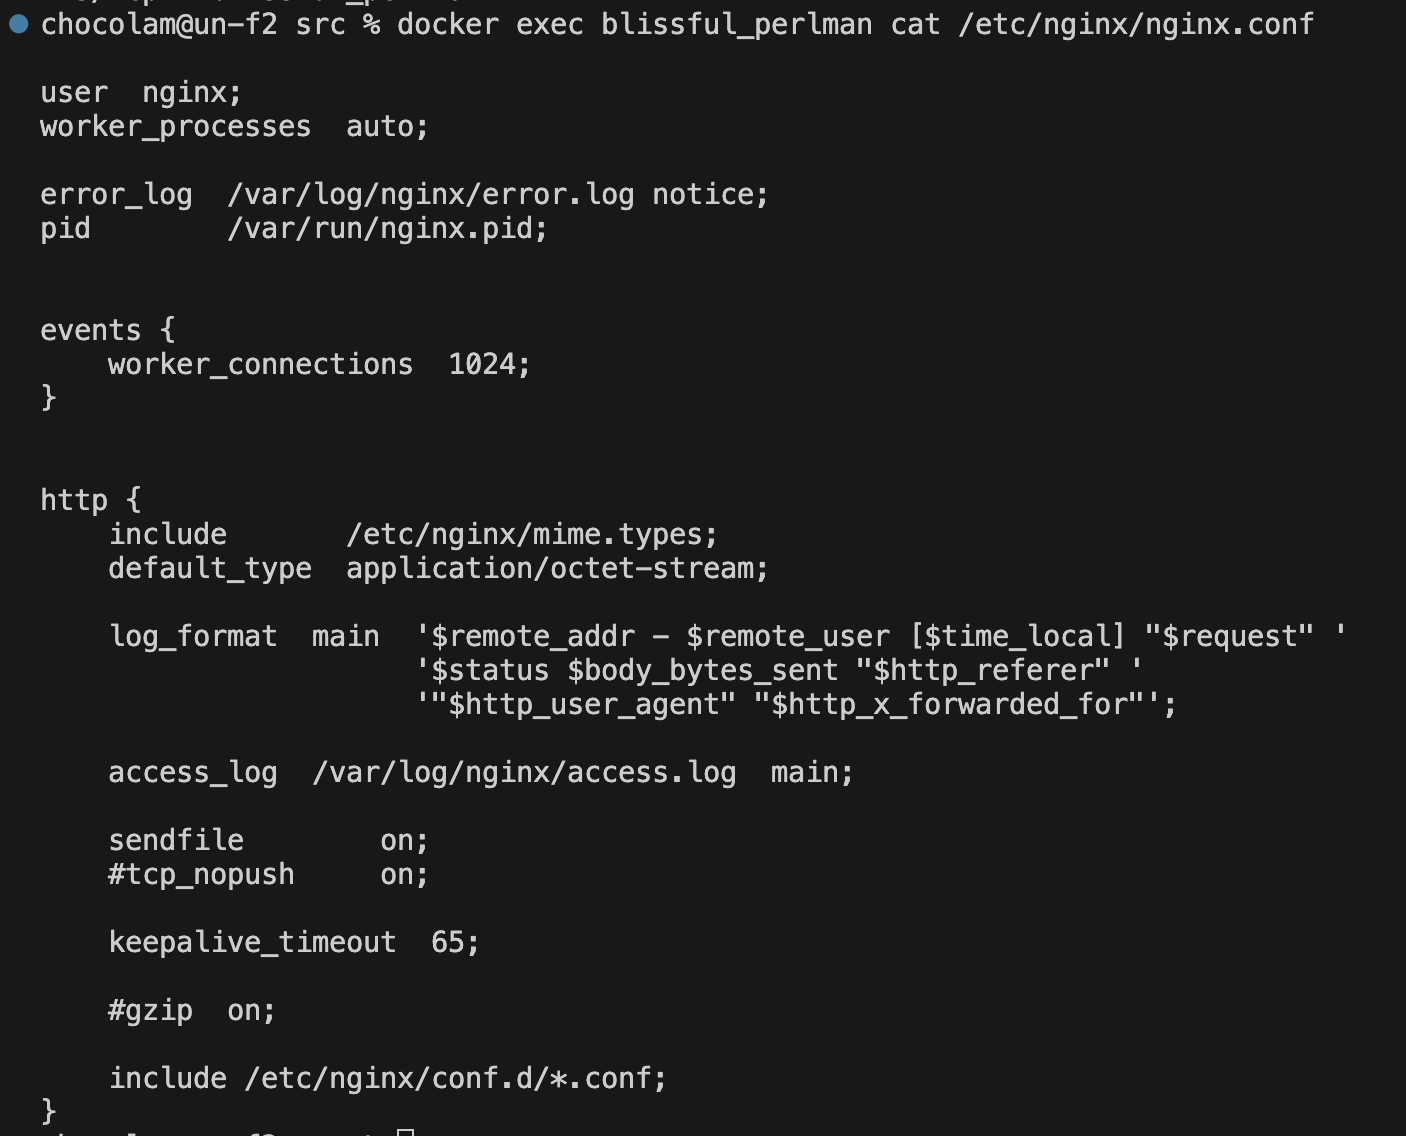 chocolam@un-f2 src % docker exec blissful_perlman cat /etc/nginx/nginx.conf
user  nginx;
worker_processes  auto;
error_log  /var/log/nginx/error.log notice;
pid        /var/run/nginx.pid;
events {
    worker_connections  1024;
}
http {
    include       /etc/nginx/mime.types;
    default_type  application/octet-stream;
    log_format  main  '$remote_addr - $remote_user [$time_local] "$request" '
                      '$status $body_bytes_sent "$http_referer" '
                      '"$http_user_agent" "$http_x_forwarded_for"';
    access_log  /var/log/nginx/access.log  main;
    sendfile        on;
    #tcp_nopush     on;
    keepalive_timeout  65;
    #gzip  on;
    include /etc/nginx/conf.d/*.conf;
}